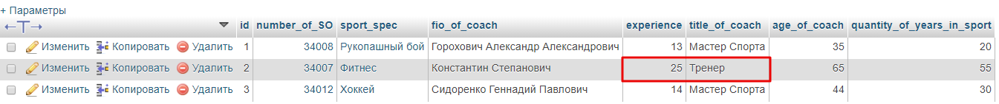 + Параметры
id number_of_SO sport_spec fio_of_coach experience title_of_coach age_of_coach quantity_of_years_in_sport
Изменить Копировать Удалить 1 34008 Рукопашный бой Горохович Александр Александрович 13 Мастер Спорта 35 20
Изменить Копировать Удалить 2 34007 Фитнес Константин Степанович 25 Тренер 65 55
Изменить Копировать Удалить 3 34012 Хоккей Сидоренко Геннадий Павлович 14 Мастер Спорта 44 30